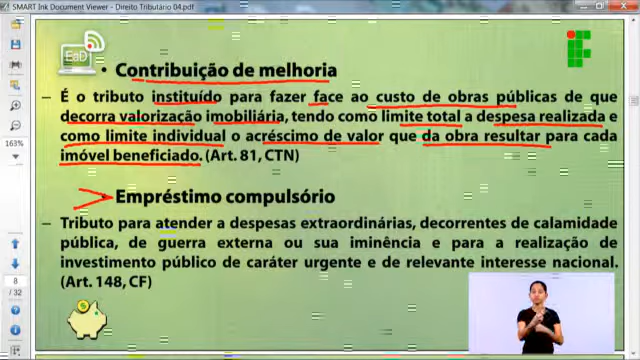 SMART Ink Document Viewer - Direito Tributário 04.pdf
EaD
• Contribuição de melhoria
– É o tributo instituído para fazer face ao custo de obras públicas de que
decorra valorização imobiliária, tendo como limite total a despesa realizada e
como limite individual o acréscimo de valor que da obra resultar para cada
imóvel beneficiado. (Art. 81, CTN)
163%
• Empréstimo compulsório
– Tributo para atender a despesas extraordinárias, decorrentes de calamidade
pública, de guerra externa ou sua iminência e para a realização de
investimento público de caráter urgente e de relevante interesse nacional.
(Art. 148, CF)
8
/ 32